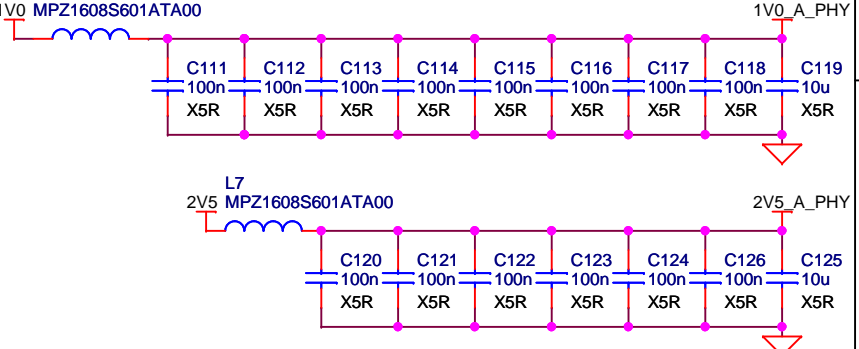 1V0 MPZ1608S601ATA00 1V0_A_PHY
C111 C112 C113 C114 C115 C116 C117 C118 C119
100n 100n 100n 100n 100n 100n 100n 100n 10u
X5R X5R X5R X5R X5R X5R X5R X5R X5R
L7
2V5 MPZ1608S601ATA00 2V5_A_PHY
C120 C121 C122 C123 C124 C126 C125
100n 100n 100n 100n 100n 100n 10u
X5R X5R X5R X5R X5R X5R X5R